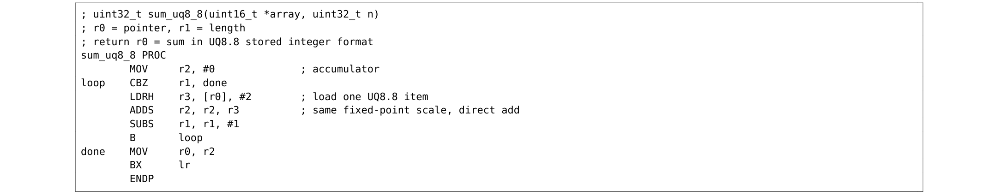 ; uint32_t sum_uq8_8(uint16_t *array, uint32_t n)
; r0 = pointer, r1 = length
; return r0 = sum in UQ8.8 stored integer format
sum_uq8_8 PROC
        MOV     r2, #0              ; accumulator
loop    CBZ     r1, done
        LDRH    r3, [r0], #2        ; load one UQ8.8 item
        ADDS    r2, r2, r3          ; same fixed-point scale, direct add
        SUBS    r1, r1, #1
        B       loop
done    MOV     r0, r2
        BX      lr
        ENDP